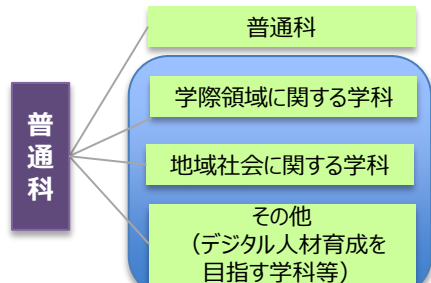 普通科
普通科
学際領域に関する学科
地域社会に関する学科
その他
（デジタル人材育成を
目指す学科等）